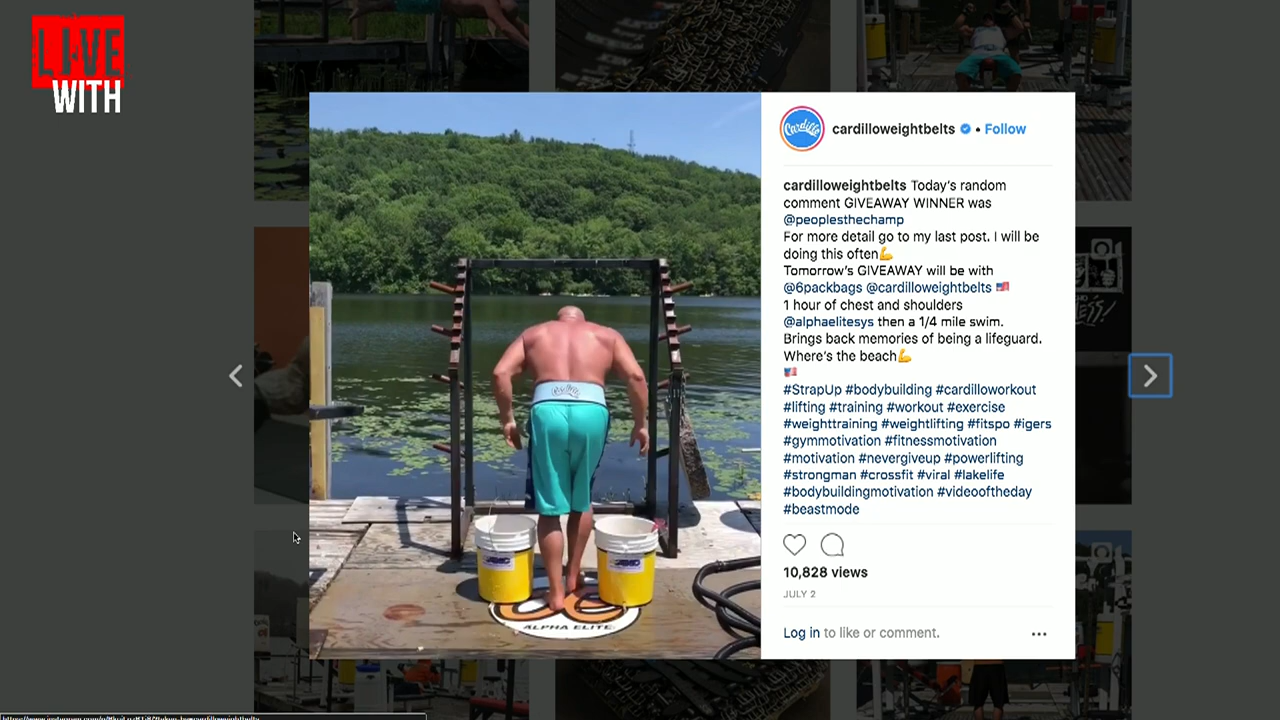 LIVE
WITH
Cardillo
cardilloweightbelts • Follow
cardilloweightbelts Today's random
comment GIVEAWAY WINNER was
@peoplesthechamp
For more detail go to my last post. I will be
doing this often💪
Tomorrow's GIVEAWAY will be with
@6packbags @cardilloweightbelts 🇺🇸
1 hour of chest and shoulders
@alphaelitesys then a 1/4 mile swim.
Brings back memories of being a lifeguard.
Where's the beach💪
🇺🇸
#StrapUp #bodybuilding #cardilloworkout
#lifting #training #workout #exercise
#weighttraining #weightlifting #fitspo #igers
#gymmotivation #fitnessmotivation
#motivation #nevergiveup #powerlifting
#strongman #crossfit #viral #lakelife
#bodybuildingmotivation #videooftheday
#beastmode
10,828 views
JULY 2
Log in to like or comment.
Cardillo
ALPHA ELITE